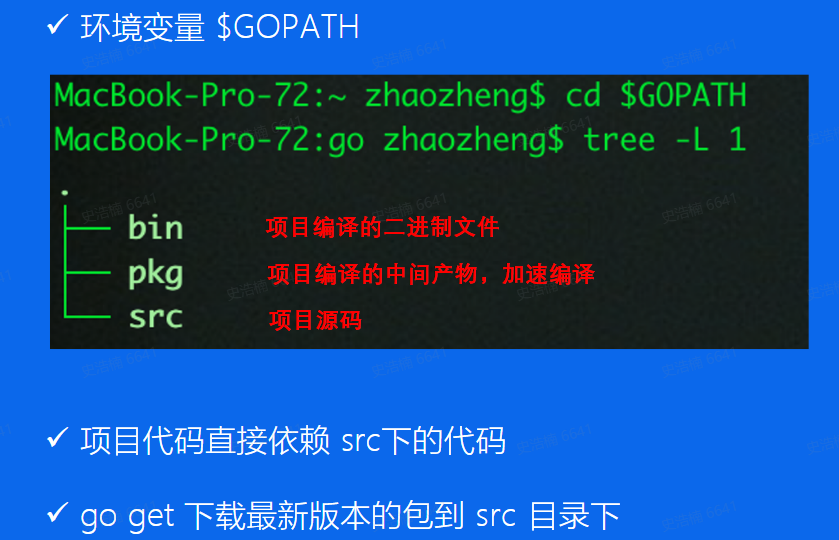 ✓ 环境变量 $GOPATH
MacBook-Pro-72:~ zhaozheng$ cd $GOPATH
MacBook-Pro-72:go zhaozheng$ tree -L 1
.
├── bin 项目编译的二进制文件
├── pkg 项目编译的中间产物，加速编译
└── src 项目源码
✓ 项目代码直接依赖 src下的代码
✓ go get 下载最新版本的包到 src 目录下